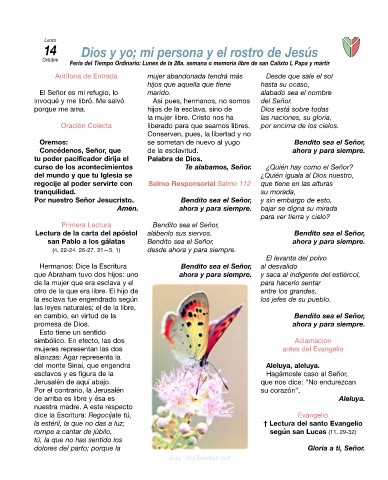 Lunes
14
Octubre
Dios y yo; mi persona y el rostro de Jesús
Feria del Tiempo Ordinario: Lunes de la 28a. semana o memoria libre de san Calixto I, Papa y mártir
Antífona de Entrada
El Señor es mi refugio, lo
invoqué y me libró. Me salvó
porque me ama.
Oración Colecta
Oremos:
Concédenos, Señor, que
tu poder pacificador dirija el
curso de los acontecimientos
del mundo y que tu Iglesia se
regocije al poder servirte con
tranquilidad.
Por nuestro Señor Jesucristo.
Amén.
Primera Lectura
Lectura de la carta del apóstol
san Pablo a los gálatas
(4, 22-24. 26-27. 31—5, 1)
Hermanos: Dice la Escritura
que Abraham tuvo dos hijos: uno
de la mujer que era esclava y el
otro de la que era libre. El hijo de
la esclava fue engendrado según
las leyes naturales; el de la libre,
en cambio, en virtud de la
promesa de Dios.
Esto tiene un sentido
simbólico. En efecto, las dos
mujeres representan las dos
alianzas: Agar representa la
del monte Sinaí, que engendra
esclavos y es figura de la
Jerusalén de aquí abajo.
Por el contrario, la Jerusalén
de arriba es libre y ésa es
nuestra madre. A este respecto
dice la Escritura: Regocíjate tú,
la estéril, la que no das a luz;
rompe a cantar de júbilo,
tú, la que no has sentido los
dolores del parto; porque la
mujer abandonada tendrá más
hijos que aquella que tiene
marido.
Así pues, hermanos, no somos
hijos de la esclava, sino de
la mujer libre. Cristo nos ha
liberado para que seamos libres.
Conserven, pues, la libertad y no
se sometan de nuevo al yugo
de la esclavitud.
Palabra de Dios.
Te alabamos, Señor.
Salmo Responsorial Salmo 112
Bendito sea el Señor,
ahora y para siempre.
Bendito sea el Señor,
alábenlo sus siervos.
Bendito sea el Señor,
desde ahora y para siempre.
Bendito sea el Señor,
ahora y para siempre.
Desde que sale el sol
hasta su ocaso,
alabado sea el nombre
del Señor.
Dios está sobre todas
las naciones, su gloria,
por encima de los cielos.
Bendito sea el Señor,
ahora y para siempre.
¿Quién hay como el Señor?
¿Quién iguala al Dios nuestro,
que tiene en las alturas
su morada,
y sin embargo de esto,
bajar se digna su mirada
para ver tierra y cielo?
Bendito sea el Señor,
ahora y para siempre.
El levanta del polvo
al desvalido
y saca al indigente del estiércol,
para hacerlo sentar
entre los grandes,
los jefes de su pueblo.
Bendito sea el Señor,
ahora y para siempre.
Aclamación
antes del Evangelio
Aleluya, aleluya.
Hagámosle caso al Señor,
que nos dice: "No endurezcan
su corazón".
Aleluya.
Evangelio
† Lectura del santo Evangelio
según san Lucas (11, 29-32)
Gloria a ti, Señor.